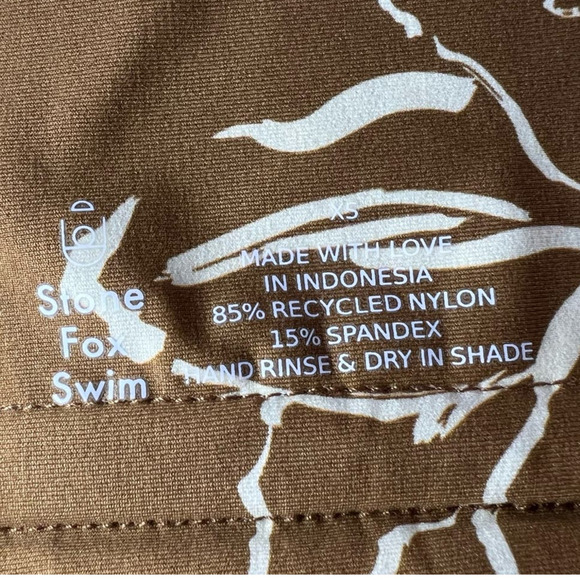 Stone
Fox
Swim
XS
MADE WITH LOVE
IN INDONESIA
85% RECYCLED NYLON
15% SPANDEX
HAND RINSE & DRY IN SHADE